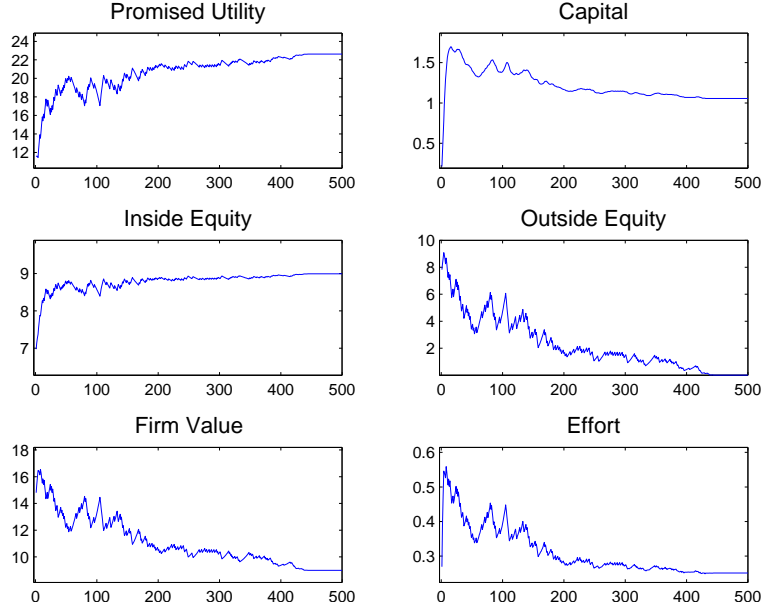 Promised Utility
24
22
20
18
16
14
12
0 100 200 300 400 500
Capital
1.5
1
0.5
0 100 200 300 400 500
Inside Equity
9
8
7
0 100 200 300 400 500
Outside Equity
10
8
6
4
2
0 100 200 300 400 500
Firm Value
18
16
14
12
10
0 100 200 300 400 500
Effort
0.6
0.5
0.4
0.3
0 100 200 300 400 500